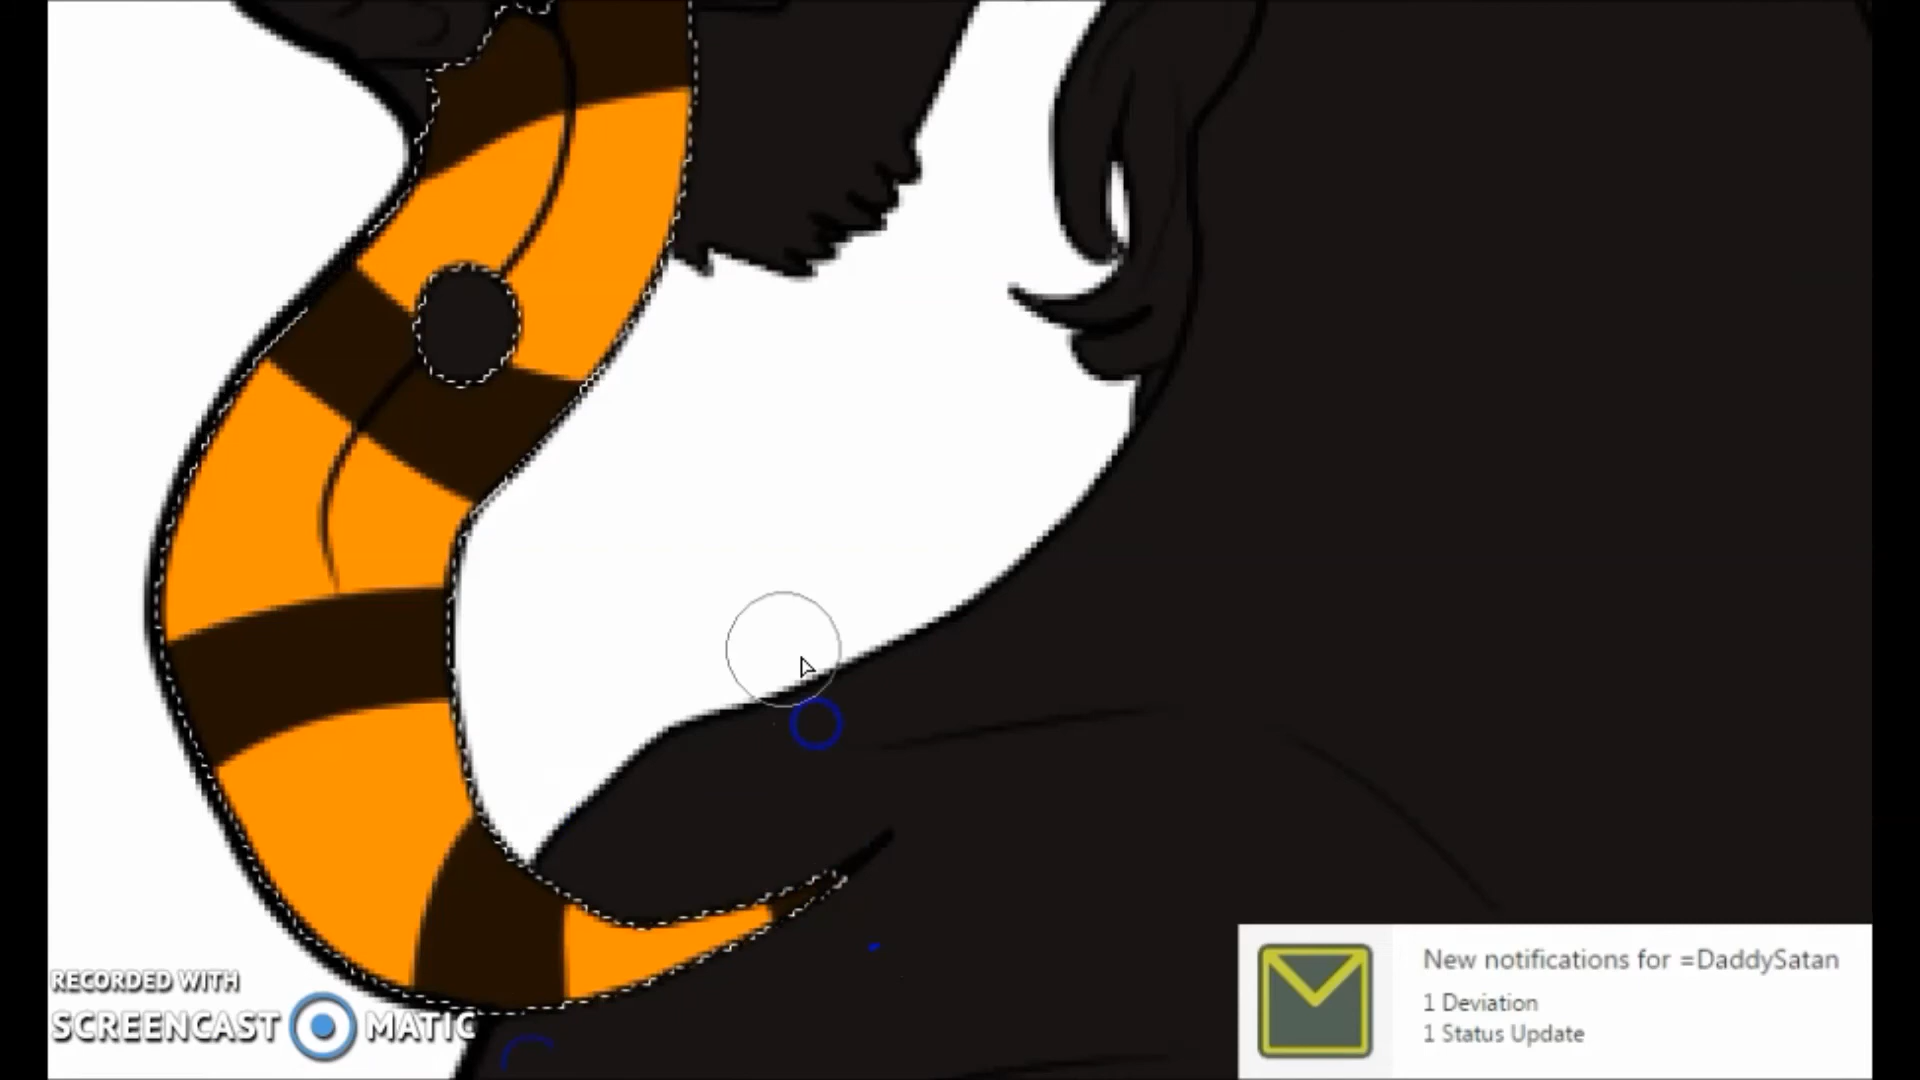 RECORDED WITH
SCREENCAST MATIC
New notifications for =DaddySatan
1 Deviation
1 Status Update